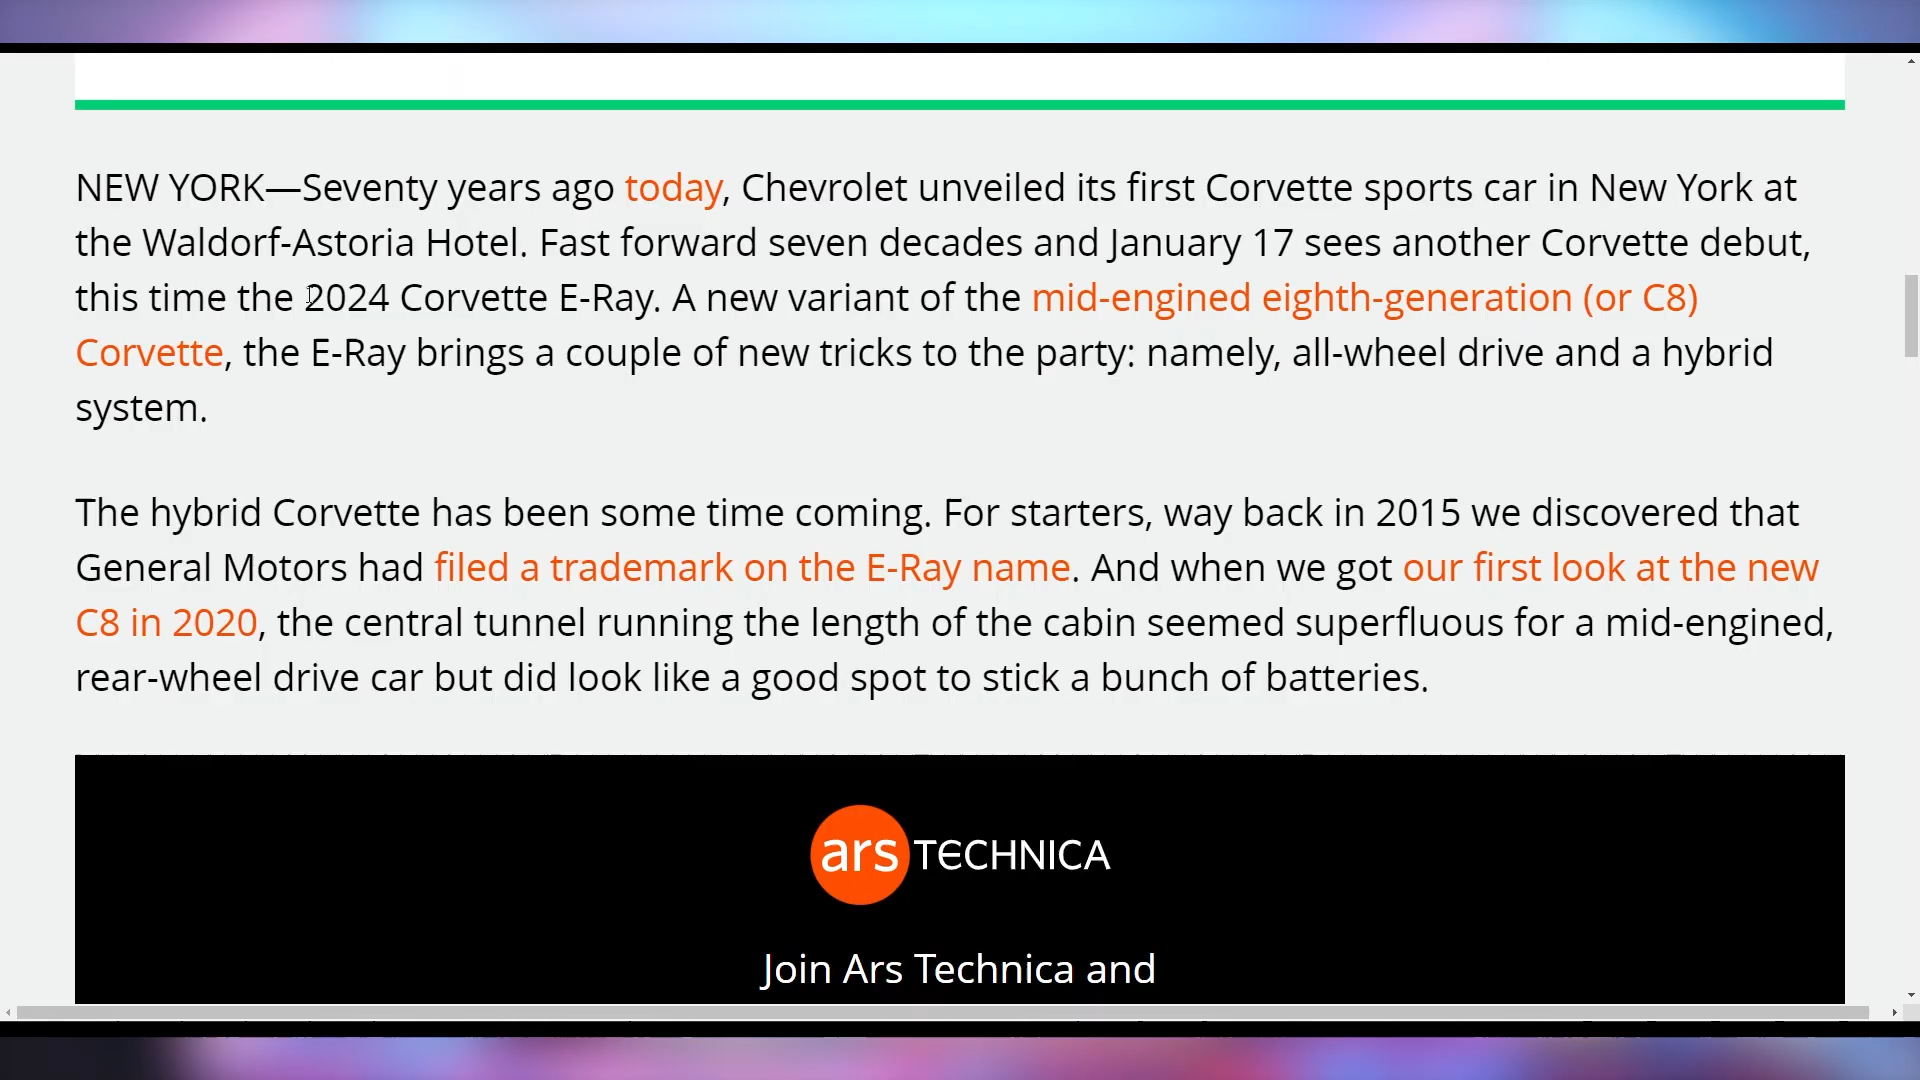 NEW YORK—Seventy years ago today, Chevrolet unveiled its first Corvette sports car in New York at
the Waldorf-Astoria Hotel. Fast forward seven decades and January 17 sees another Corvette debut,
this time the 2024 Corvette E-Ray. A new variant of the mid-engined eighth-generation (or C8)
Corvette, the E-Ray brings a couple of new tricks to the party: namely, all-wheel drive and a hybrid
system.
The hybrid Corvette has been some time coming. For starters, way back in 2015 we discovered that
General Motors had filed a trademark on the E-Ray name. And when we got our first look at the new
C8 in 2020, the central tunnel running the length of the cabin seemed superfluous for a mid-engined,
rear-wheel drive car but did look like a good spot to stick a bunch of batteries.
ars TECHNICA
Join Ars Technica and